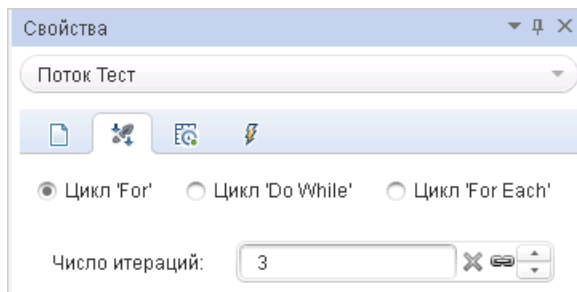 Свойства
Поток Тест
Цикл 'For' Цикл 'Do While' Цикл 'For Each'
Число итераций: 3